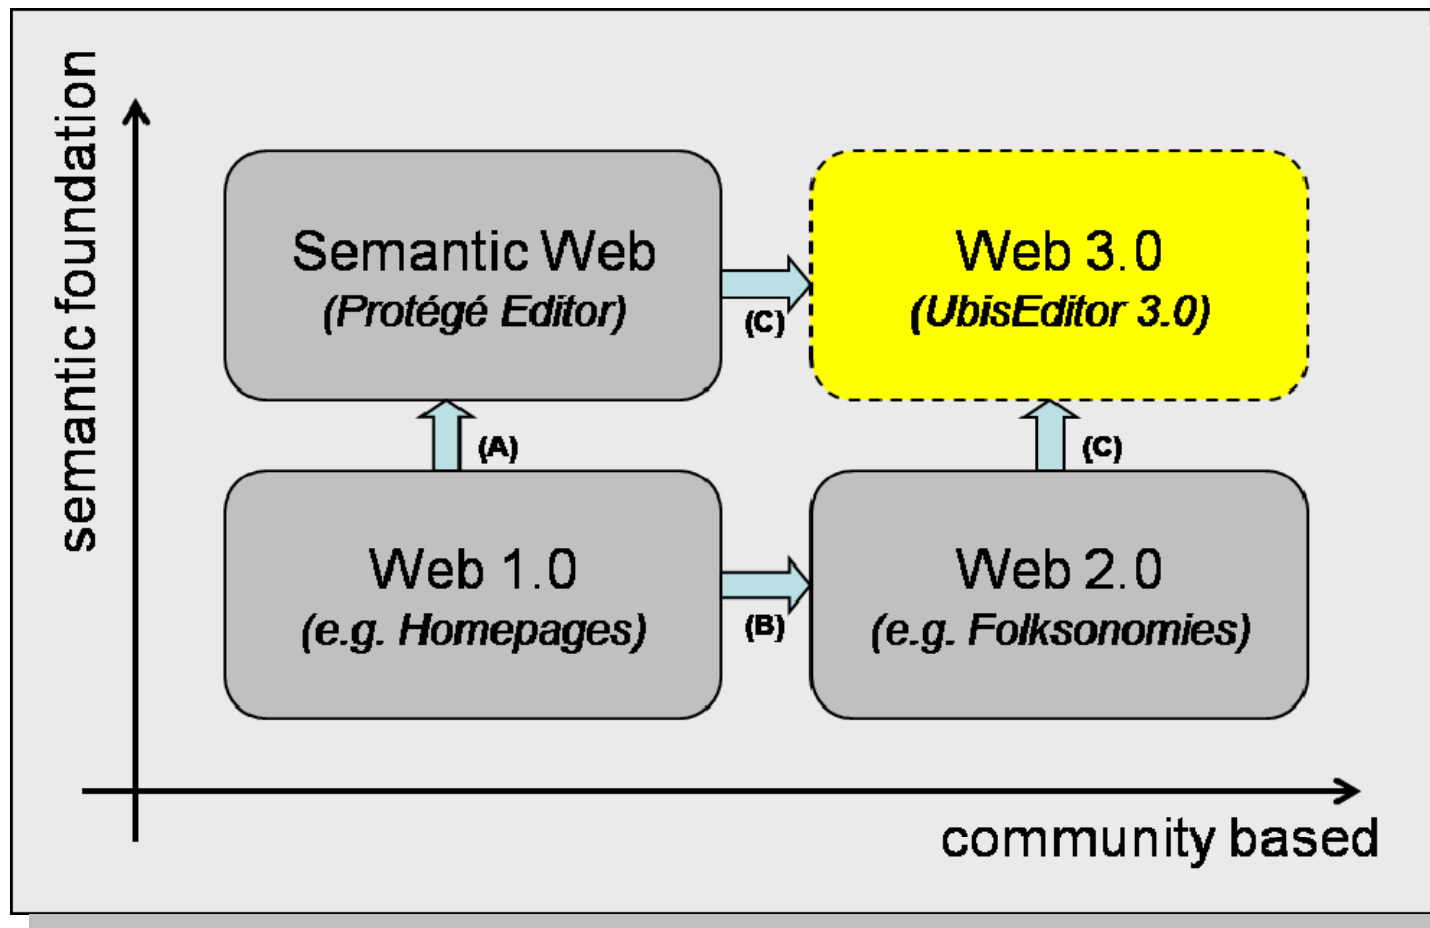 semantic foundation
Semantic Web
(Protégé Editor)
(C)
Web 3.0
(UbisEditor 3.0)
(A)
(C)
Web 1.0
(e.g. Homepages)
(B)
Web 2.0
(e.g. Folksonomies)
community based